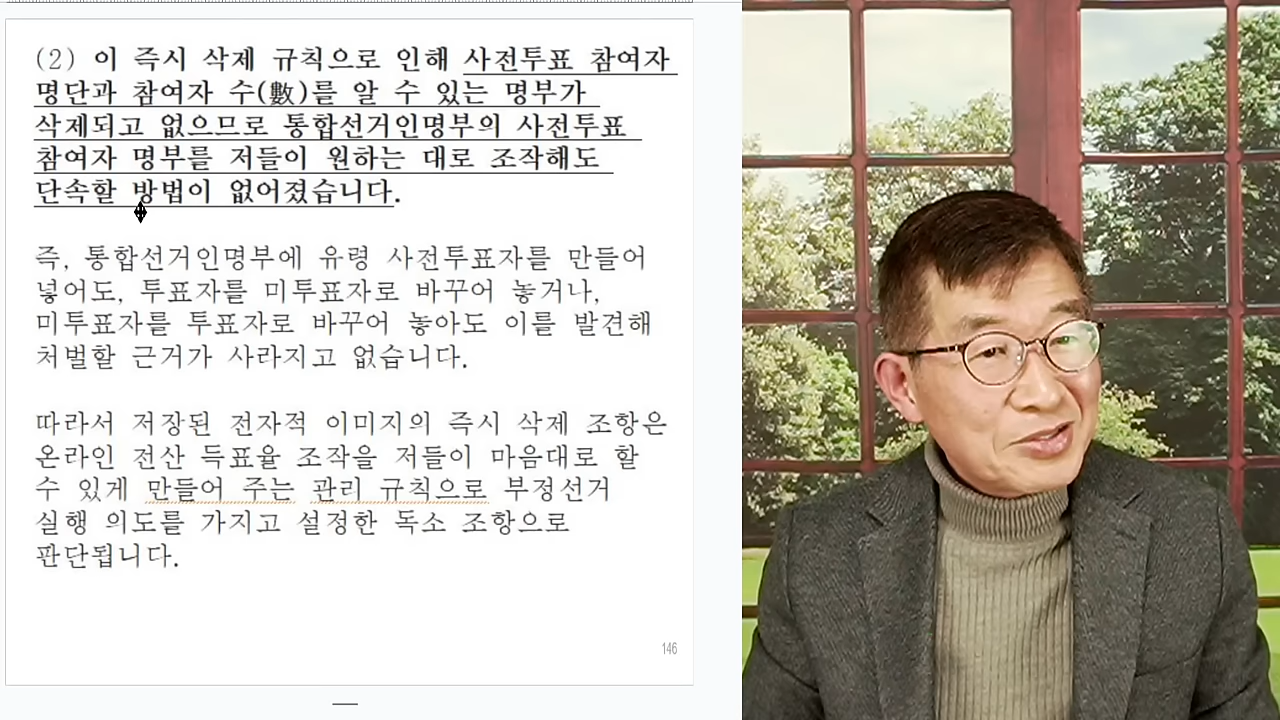 (2) 이 즉시 삭제 규칙으로 인해 사전투표 참여자
명단과 참여자 수(數)를 알 수 있는 명부가
삭제되고 없으므로 통합선거인명부의 사전투표
참여자 명부를 저들이 원하는 대로 조작해도
단속할 방법이 없어졌습니다.
즉, 통합선거인명부에 유령 사전투표자를 만들어
넣어도, 투표자를 미투표자로 바꾸어 놓거나,
미투표자를 투표자로 바꾸어 놓아도 이를 발견해
처벌할 근거가 사라지고 없습니다.
따라서 저장된 전자적 이미지의 즉시 삭제 조항은
온라인 전산 득표율 조작을 저들이 마음대로 할
수 있게 만들어 주는 관리 규칙으로 부정선거
실행 의도를 가지고 설정한 독소 조항으로
판단됩니다.
146